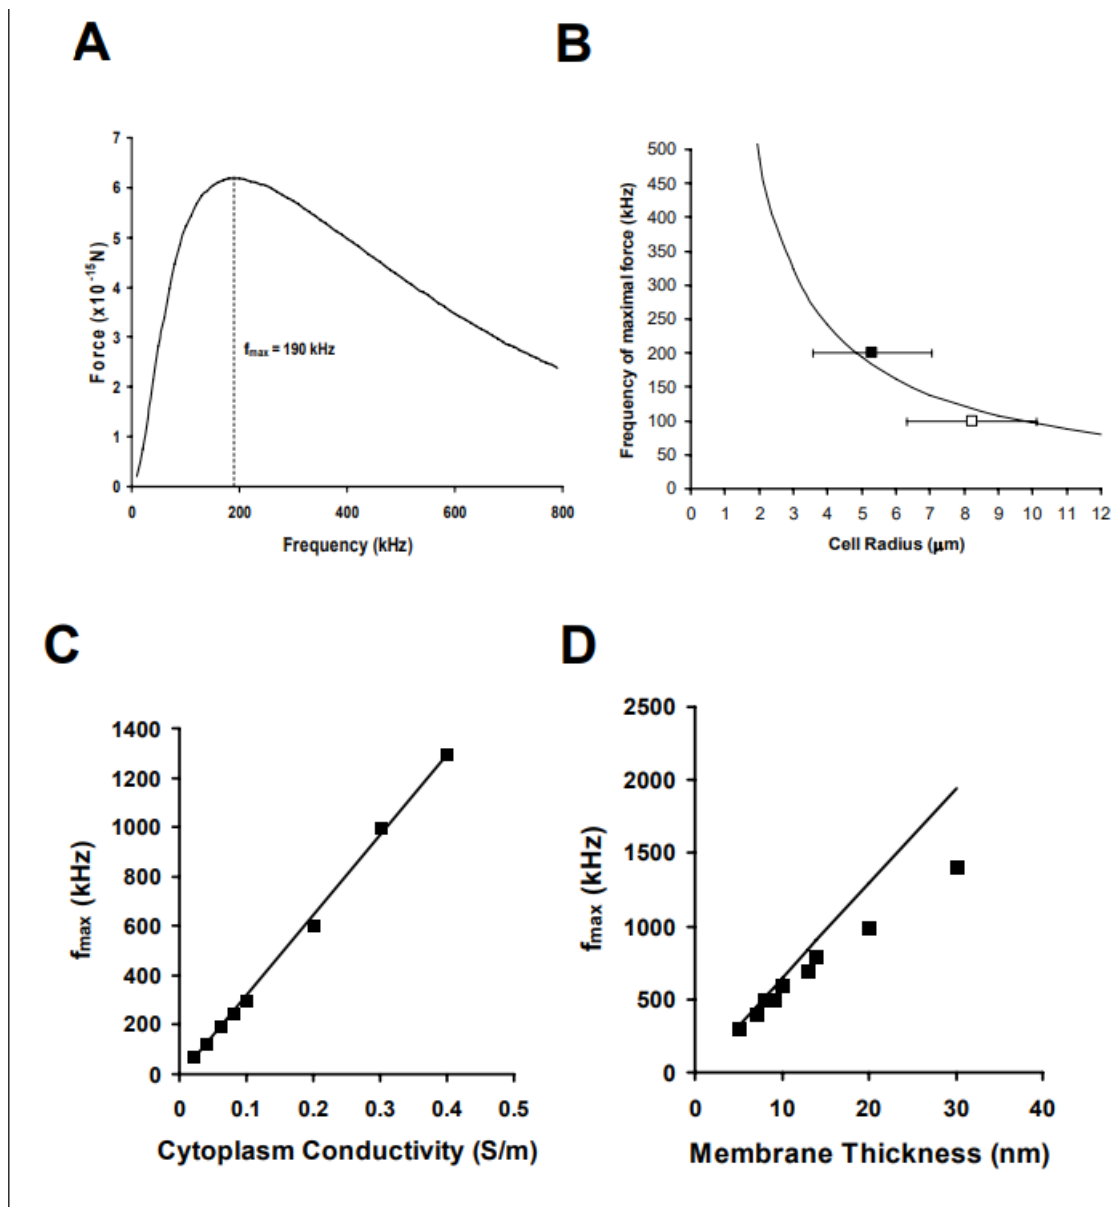 A
B
Force (x10⁻¹⁵N)
7
6
5
4
3
2
1
0
fmax = 190 kHz
0 200 400 600 800
Frequency (kHz)
Frequency of maximal force (kHz)
500
450
400
350
300
250
200
150
100
50
0
0 1 2 3 4 5 6 7 8 9 10 11 12
Cell Radius (μm)
C
D
fmax (kHz)
1400
1200
1000
800
600
400
200
0
0 0.1 0.2 0.3 0.4 0.5
Cytoplasm Conductivity (S/m)
fmax (kHz)
2500
2000
1500
1000
500
0
0 10 20 30 40
Membrane Thickness (nm)